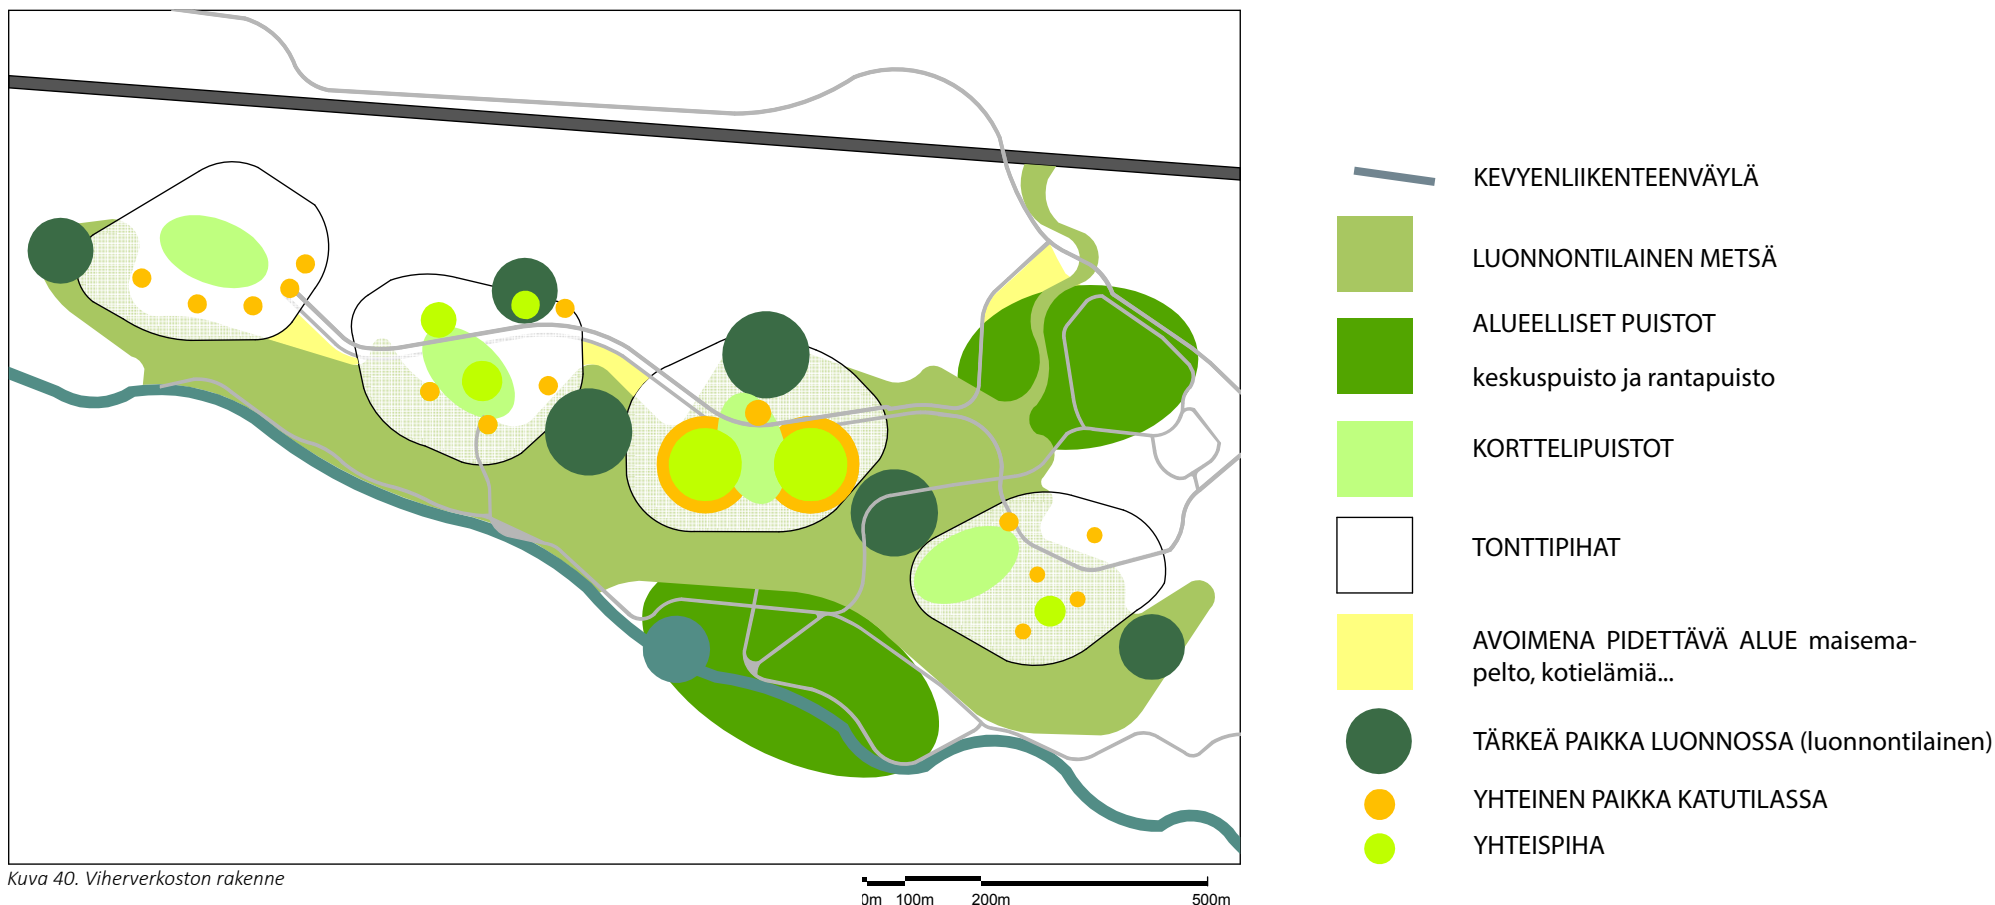 KEVYENLIIKENTEENVÄYLÄ
LUONNONTILAINEN METSÄ
ALUEELLISET PUISTOT
keskuspuisto ja rantapuisto
KORTTELIPUISTOT
TONTTIPIHAT
AVOIMENA PIDETTÄVÄ ALUE maisema-
pelto, kotielämiä...
TÄRKEÄ PAIKKA LUONNOSSA (luonnontilainen)
YHTEINEN PAIKKA KATUTILASSA
YHTEISPIHA
Kuva 40. Viherverkoston rakenne
0m 100m 200m 500m